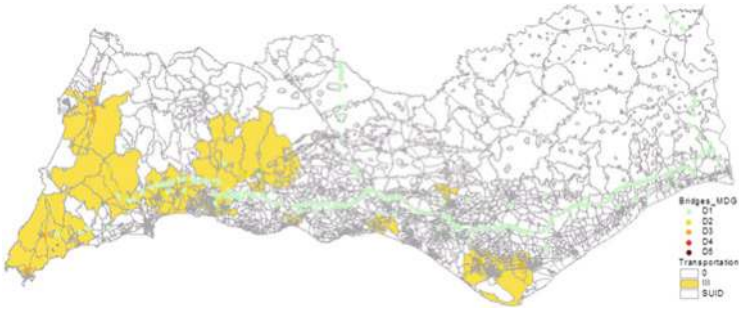 Bridges_MDG
D1
D2
D3
D4
D5
Transportation
0
III
SUID